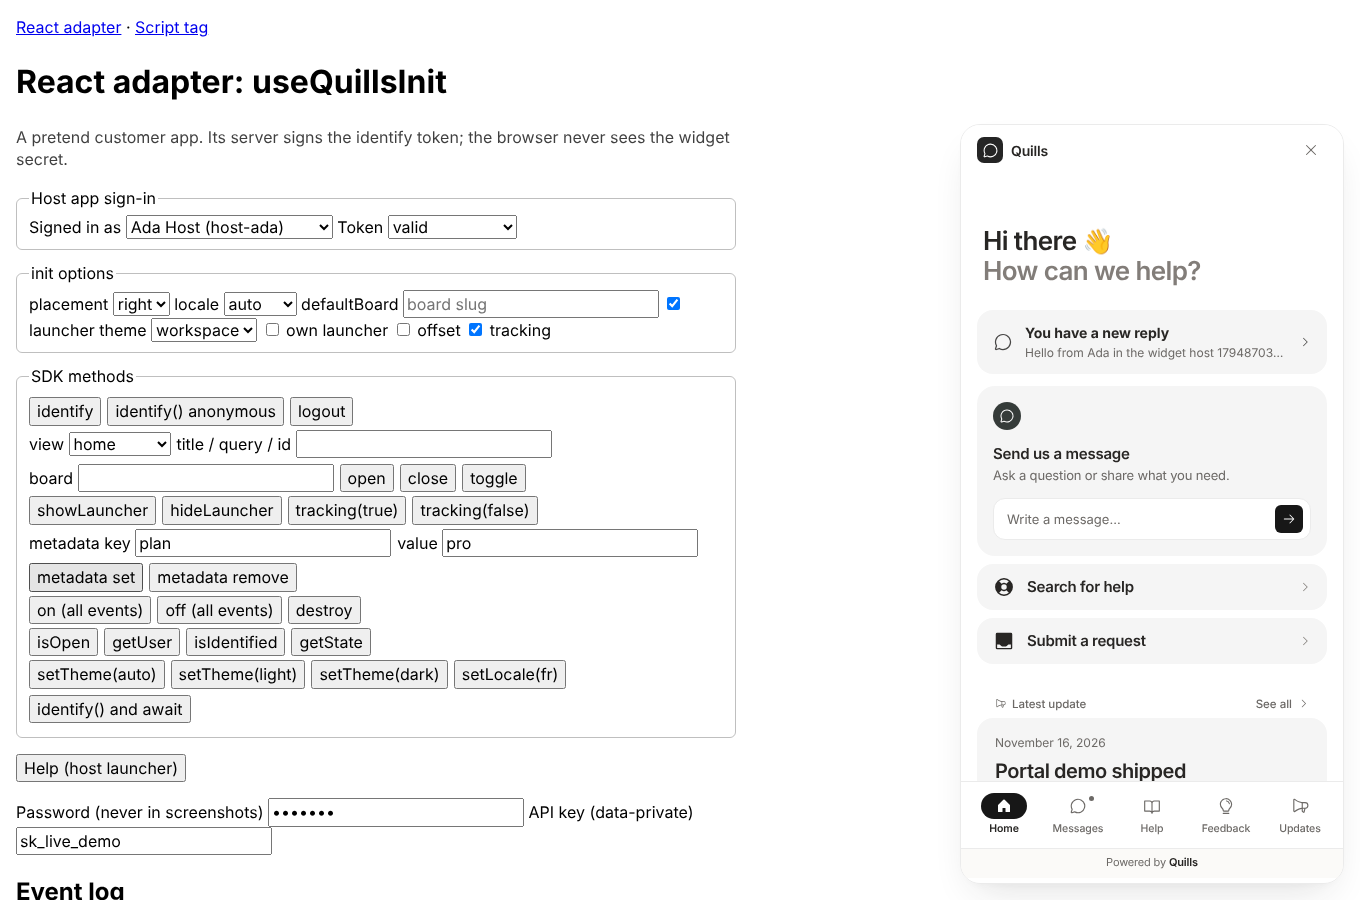 React adapter · Script tag
React adapter: useQuillsInit
A pretend customer app. Its server signs the identify token; the browser never sees the widget
secret.
Host app sign-in
Signed in as Ada Host (host-ada) Token valid
init options
placement right locale auto defaultBoard board slug
launcher theme workspace own launcher offset tracking
SDK methods
identify identify() anonymous logout
view home title / query / id
board open close toggle
showLauncher hideLauncher tracking(true) tracking(false)
metadata key plan value pro
metadata set metadata remove
on (all events) off (all events) destroy
isOpen getUser isIdentified getState
setTheme(auto) setTheme(light) setTheme(dark) setLocale(fr)
identify() and await
Help (host launcher)
Password (never in screenshots) ••••••• API key (data-private)
sk_live_demo
Event log
Quills
Hi there 👋
How can we help?
You have a new reply
Hello from Ada in the widget host 17948703...
Send us a message
Ask a question or share what you need.
Write a message...
Search for help
Submit a request
Latest update See all
November 16, 2026
Portal demo shipped
Home Messages Help Feedback Updates
Powered by Quills